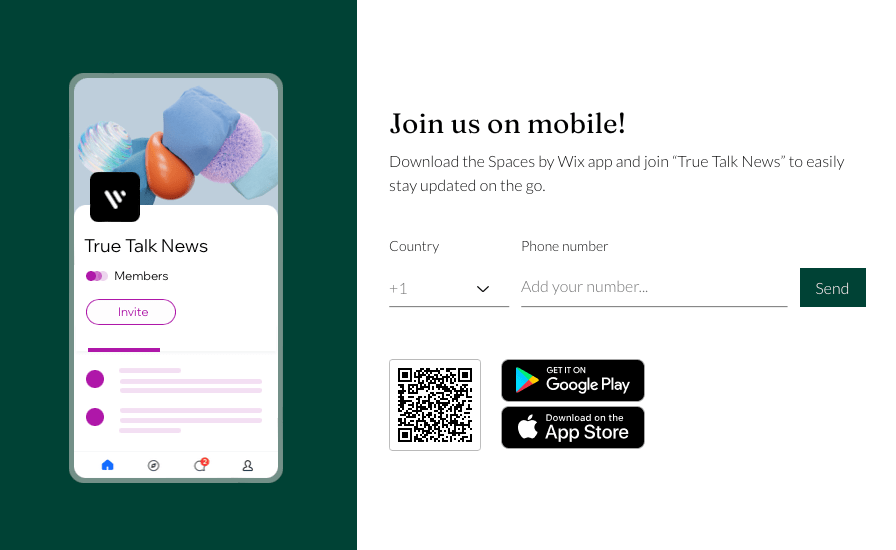 True Talk News
Members
Invite
2
Join us on mobile!
Download the Spaces by Wix app and join “True Talk News” to easily
stay updated on the go.
Country
Phone number
+1
Add your number...
Send
GET IT ON
Google Play
Download on the
App Store